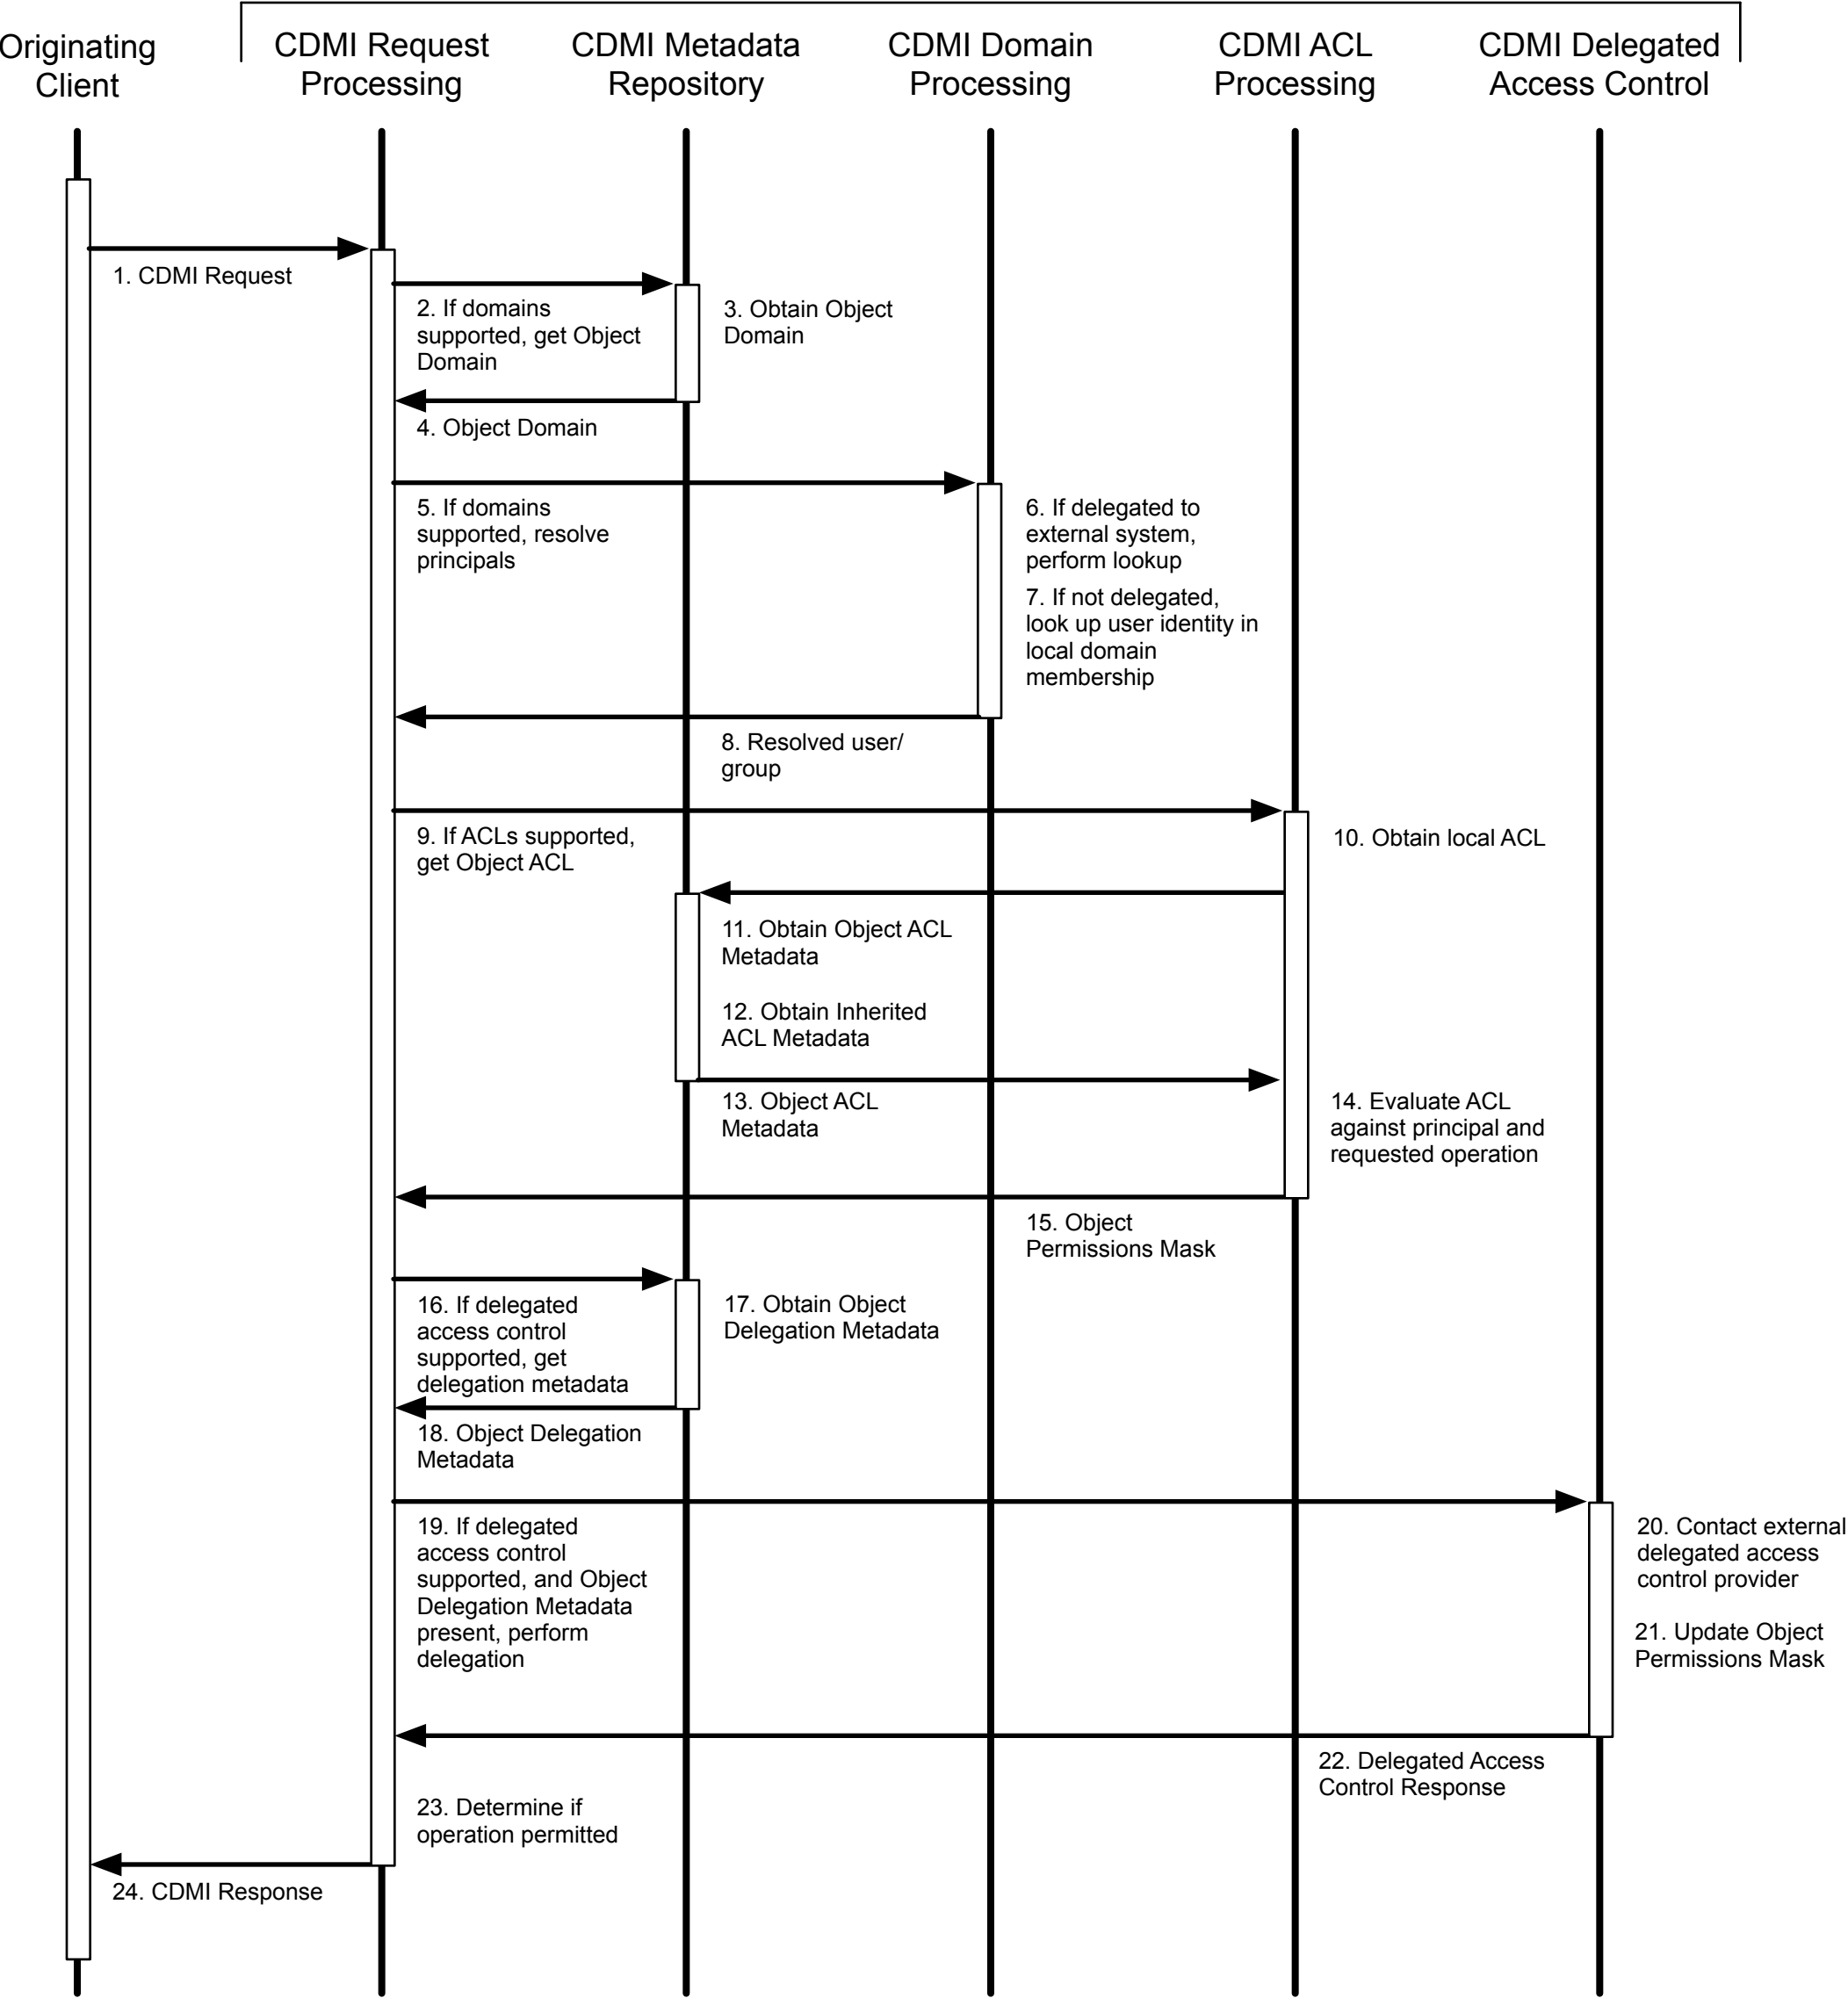 Originating
Client
CDMI Request
Processing
CDMI Metadata
Repository
CDMI Domain
Processing
CDMI ACL
Processing
CDMI Delegated
Access Control
1. CDMI Request
2. If domains
supported, get Object
Domain
3. Obtain Object
Domain
4. Object Domain
5. If domains
supported, resolve
principals
6. If delegated to
external system,
perform lookup
7. If not delegated,
look up user identity in
local domain
membership
8. Resolved user/
group
9. If ACLs supported,
get Object ACL
10. Obtain local ACL
11. Obtain Object ACL
Metadata
12. Obtain Inherited
ACL Metadata
13. Object ACL
Metadata
14. Evaluate ACL
against principal and
requested operation
15. Object
Permissions Mask
16. If delegated
access control
supported, get
delegation metadata
17. Obtain Object
Delegation Metadata
18. Object Delegation
Metadata
19. If delegated
access control
supported, and Object
Delegation Metadata
present, perform
delegation
20. Contact external
delegated access
control provider
21. Update Object
Permissions Mask
22. Delegated Access
Control Response
23. Determine if
operation permitted
24. CDMI Response